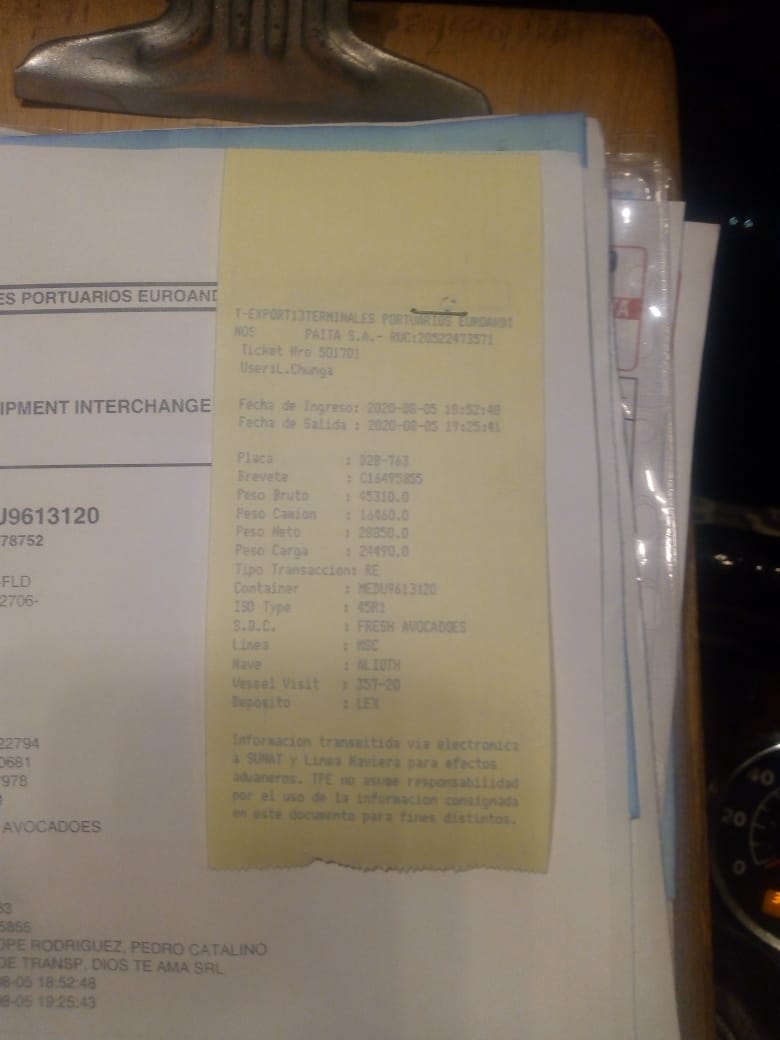 ES PORTUARIOS EUROAND
IPMENT INTERCHANGE
U9613120
78752
-FLD
2706-
22794
0681
7978
AVOCADOES
33
5855
OPE RODRIGUEZ, PEDRO CATALINO
DE TRANSP. DIOS TE AMA SRL
08-05 18:52:48
08-05 19:25:43
T-EXPORT13TERMINALES PORTUARIOS EUROANDI
NOS PAITA S.A.- RUC:20522473571
Ticket Nro 501701
User:L.Chunga
Fecha de Ingreso: 2020-08-05 18:52:48
Fecha de Salida : 2020-08-05 19:25:41
Placa : D2B-763
Brevete : C16495855
Peso Bruto : 45310.0
Peso Camion : 16460.0
Peso Neto : 28850.0
Peso Carga : 24490.0
Tipo Transaccion: RE
Container : MEDU9613120
ISO Type : 45R1
S.D.C. : FRESH AVOCADOES
Linea : MSC
Nave : ALIOTH
Vessel Visit : 357-20
Deposito : LEX
Informacion transmitida via electronica
a SUNAT y Linea Naviera para efectos
aduaneros. TPE no asume responsabilidad
por el uso de la informacion consignada
en este documento para fines distintos.
40
20
0